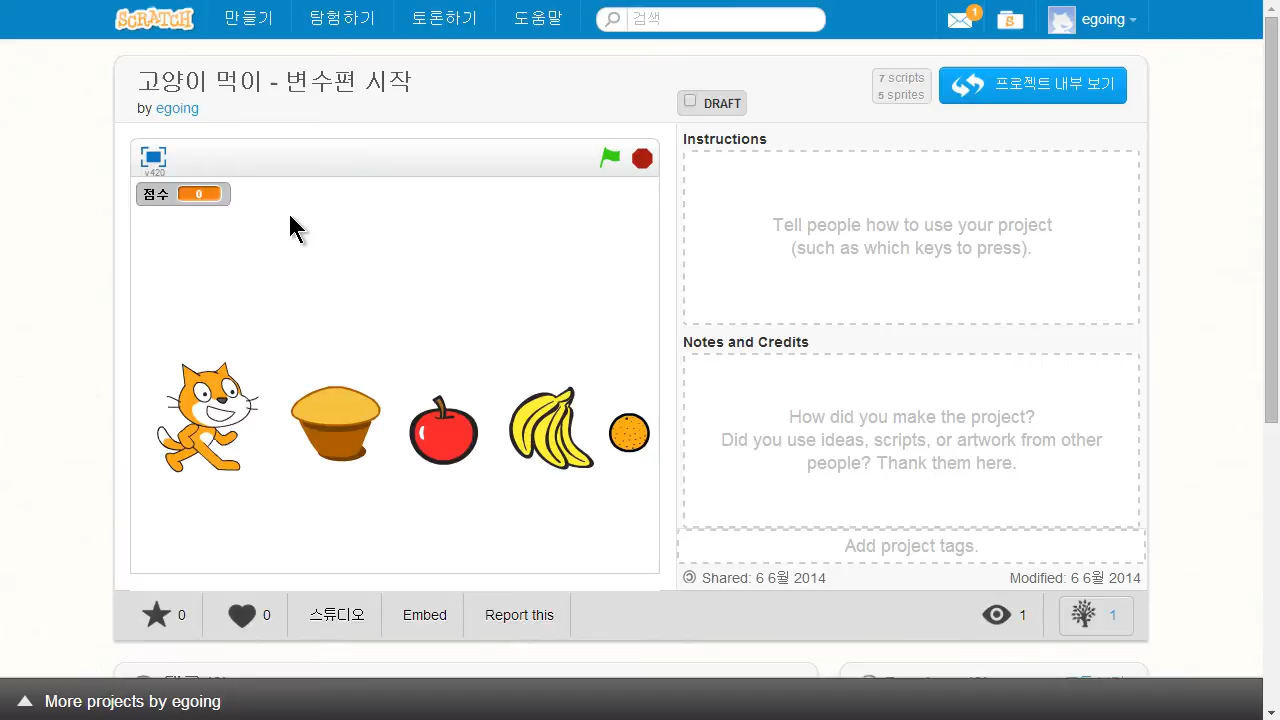 SCRATCH
만들기
탐험하기
토론하기
도움말
검색
1
S
egoing
고양이 먹이 - 변수편 시작
by egoing
DRAFT
7 scripts
5 sprites
프로젝트 내부 보기
v420
점수 0
Instructions
Tell people how to use your project
(such as which keys to press).
Notes and Credits
How did you make the project?
Did you use ideas, scripts, or artwork from other
people? Thank them here.
Add project tags.
Shared: 6 6월 2014
Modified: 6 6월 2014
0
0
스튜디오
Embed
Report this
1
1
More projects by egoing